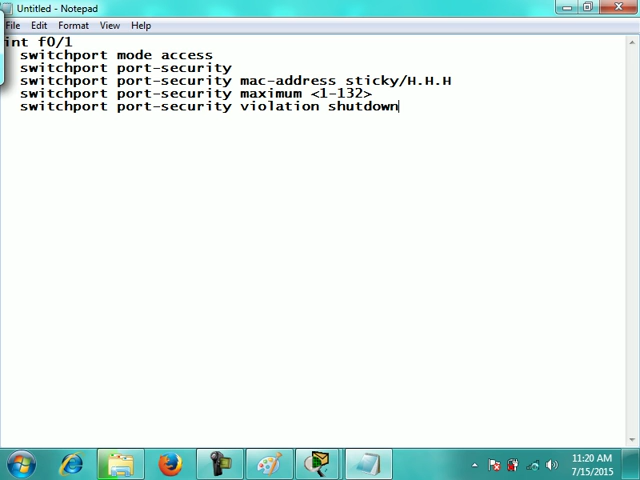 Untitled - Notepad
File Edit Format View Help
int f0/1
switchport mode access
switchport port-security
switchport port-security mac-address sticky/H.H.H
switchport port-security maximum <1-132>
switchport port-security violation shutdown
11:20 AM
7/15/2015